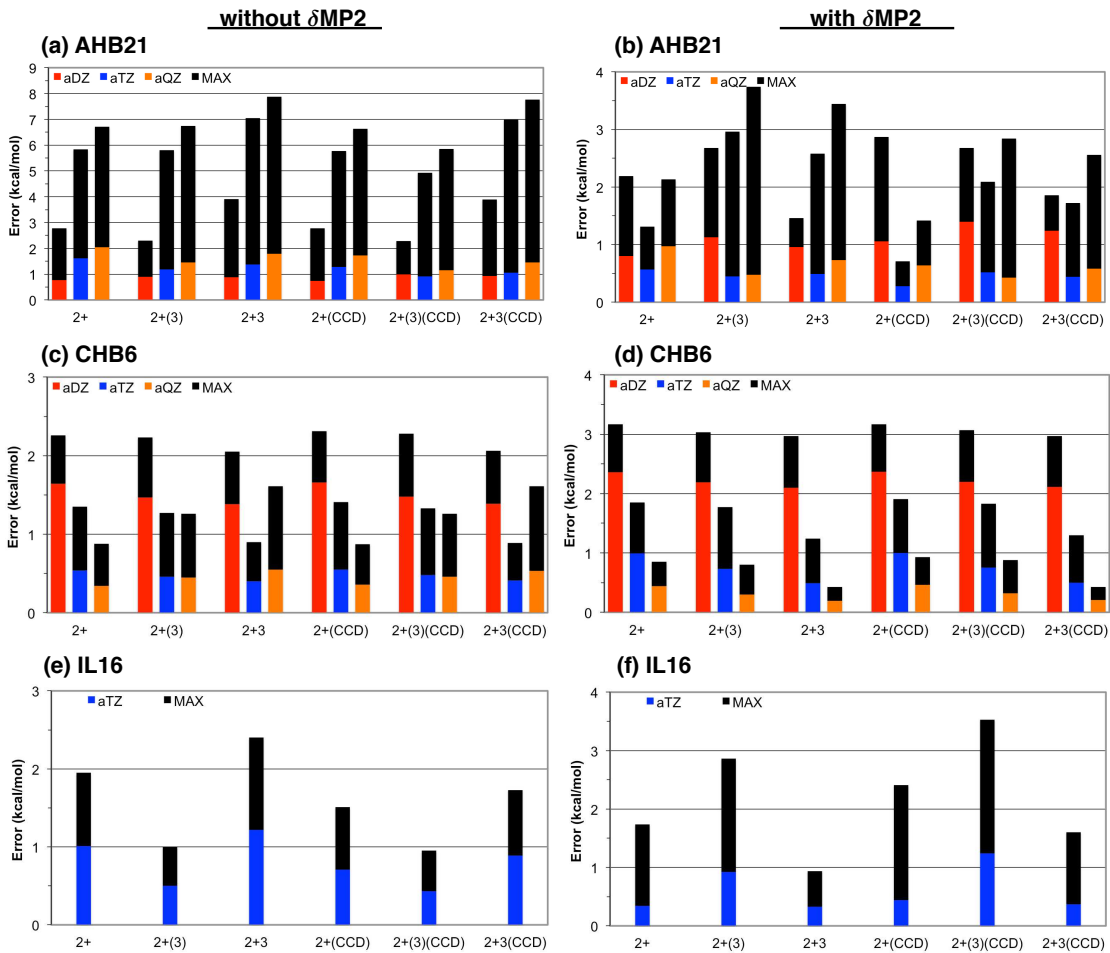 without δMP2
with δMP2
(a) AHB21
(b) AHB21
Error (kcal/mol)
9
8
7
6
5
4
3
2
1
0
aDZ aTZ aQZ MAX
2+ 2+(3) 2+3 2+(CCD) 2+(3)(CCD) 2+3(CCD)
Error (kcal/mol)
4
3
2
1
0
aDZ aTZ aQZ MAX
2+ 2+(3) 2+3 2+(CCD) 2+(3)(CCD) 2+3(CCD)
(c) CHB6
(d) CHB6
Error (kcal/mol)
3
2
1
0
aDZ aTZ aQZ MAX
2+ 2+(3) 2+3 2+(CCD) 2+(3)(CCD) 2+3(CCD)
Error (kcal/mol)
4
3
2
1
0
aDZ aTZ aQZ MAX
2+ 2+(3) 2+3 2+(CCD) 2+(3)(CCD) 2+3(CCD)
(e) IL16
(f) IL16
Error (kcal/mol)
3
2
1
0
aTZ MAX
2+ 2+(3) 2+3 2+(CCD) 2+(3)(CCD) 2+3(CCD)
Error (kcal/mol)
4
3
2
1
0
aTZ MAX
2+ 2+(3) 2+3 2+(CCD) 2+(3)(CCD) 2+3(CCD)